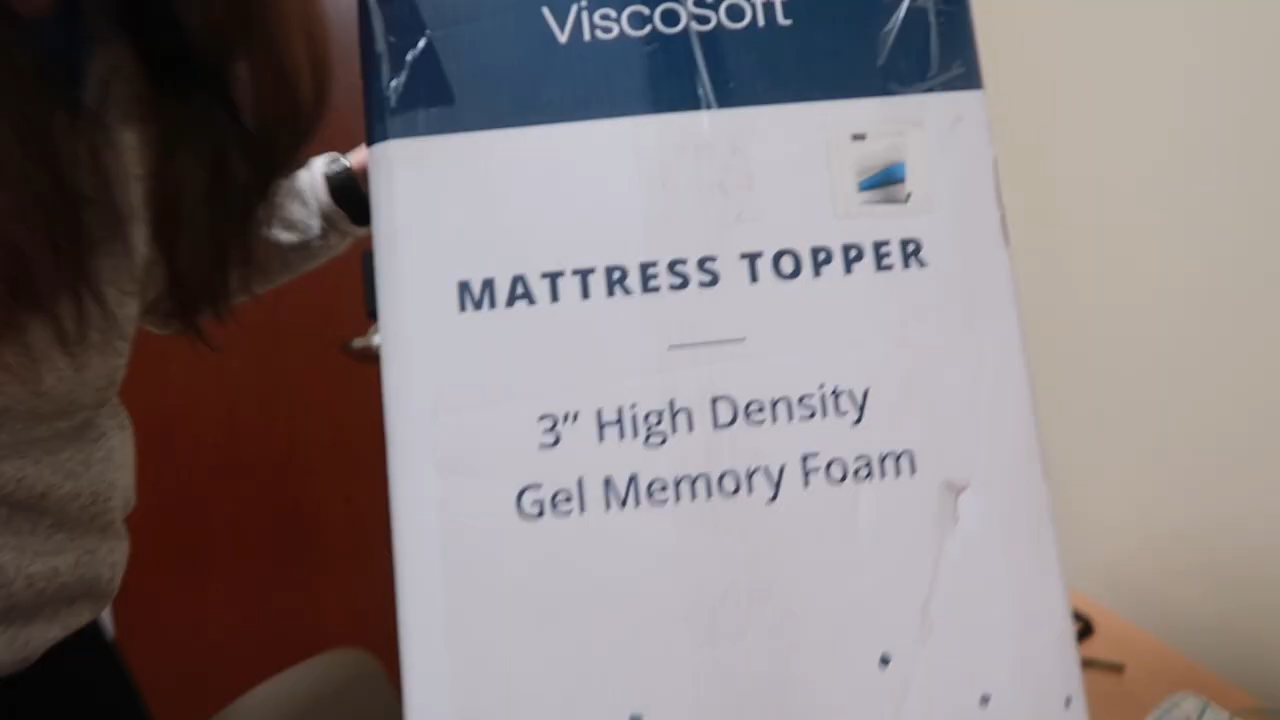 ViscoSoft
MATTRESS TOPPER
3" High Density
Gel Memory Foam